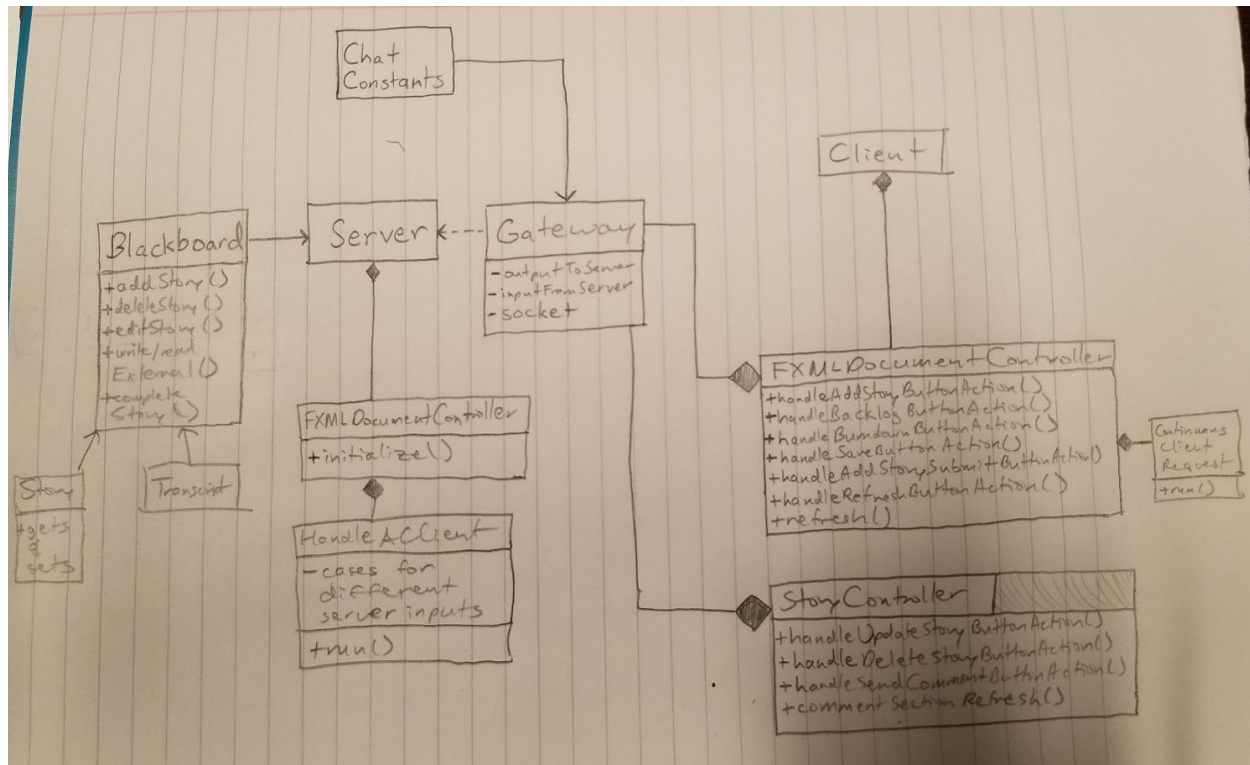 Chat
Constants
Client
Blackboard
+addStory()
+deleteStory()
+editStory()
+write/read
External()
+complete
Story()
Server
Gateway
-outputToServer
-inputFromServer
-socket
Story
+gets
&
sets
Transcript
FXMLDocumentController
+initialize()
HandleAClient
-cases for
different
server inputs
+run()
FXMLDocumentController
+handleAddStoryButtonAction()
+handleBacklogButtonAction()
+handleBurndownButtonAction()
+handleSaveButtonAction()
+handleAddStorySubmitButtonAction()
+handleRefreshButtonAction()
+refresh()
Continuous
Client
Request
+run()
StoryController
+handleUpdateStoryButtonAction()
+handleDeleteStoryButtonAction()
+handleSendCommentButtonAction()
+commentSectionRefresh()